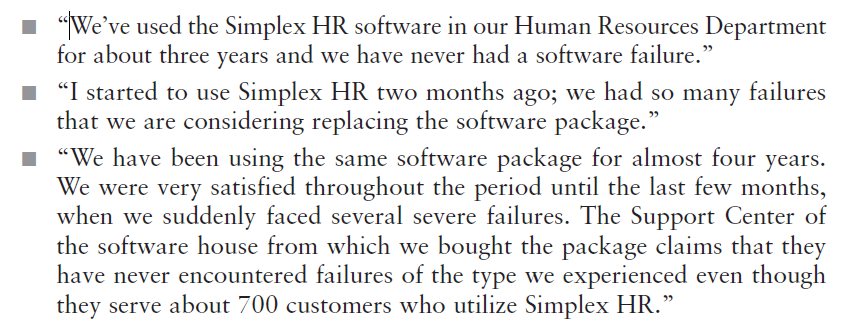 ■ “We’ve used the Simplex HR software in our Human Resources Department
for about three years and we have never had a software failure.”
■ “I started to use Simplex HR two months ago; we had so many failures
that we are considering replacing the software package.”
■ “We have been using the same software package for almost four years.
We were very satisfied throughout the period until the last few months,
when we suddenly faced several severe failures. The Support Center of
the software house from which we bought the package claims that they
have never encountered failures of the type we experienced even though
they serve about 700 customers who utilize Simplex HR.”